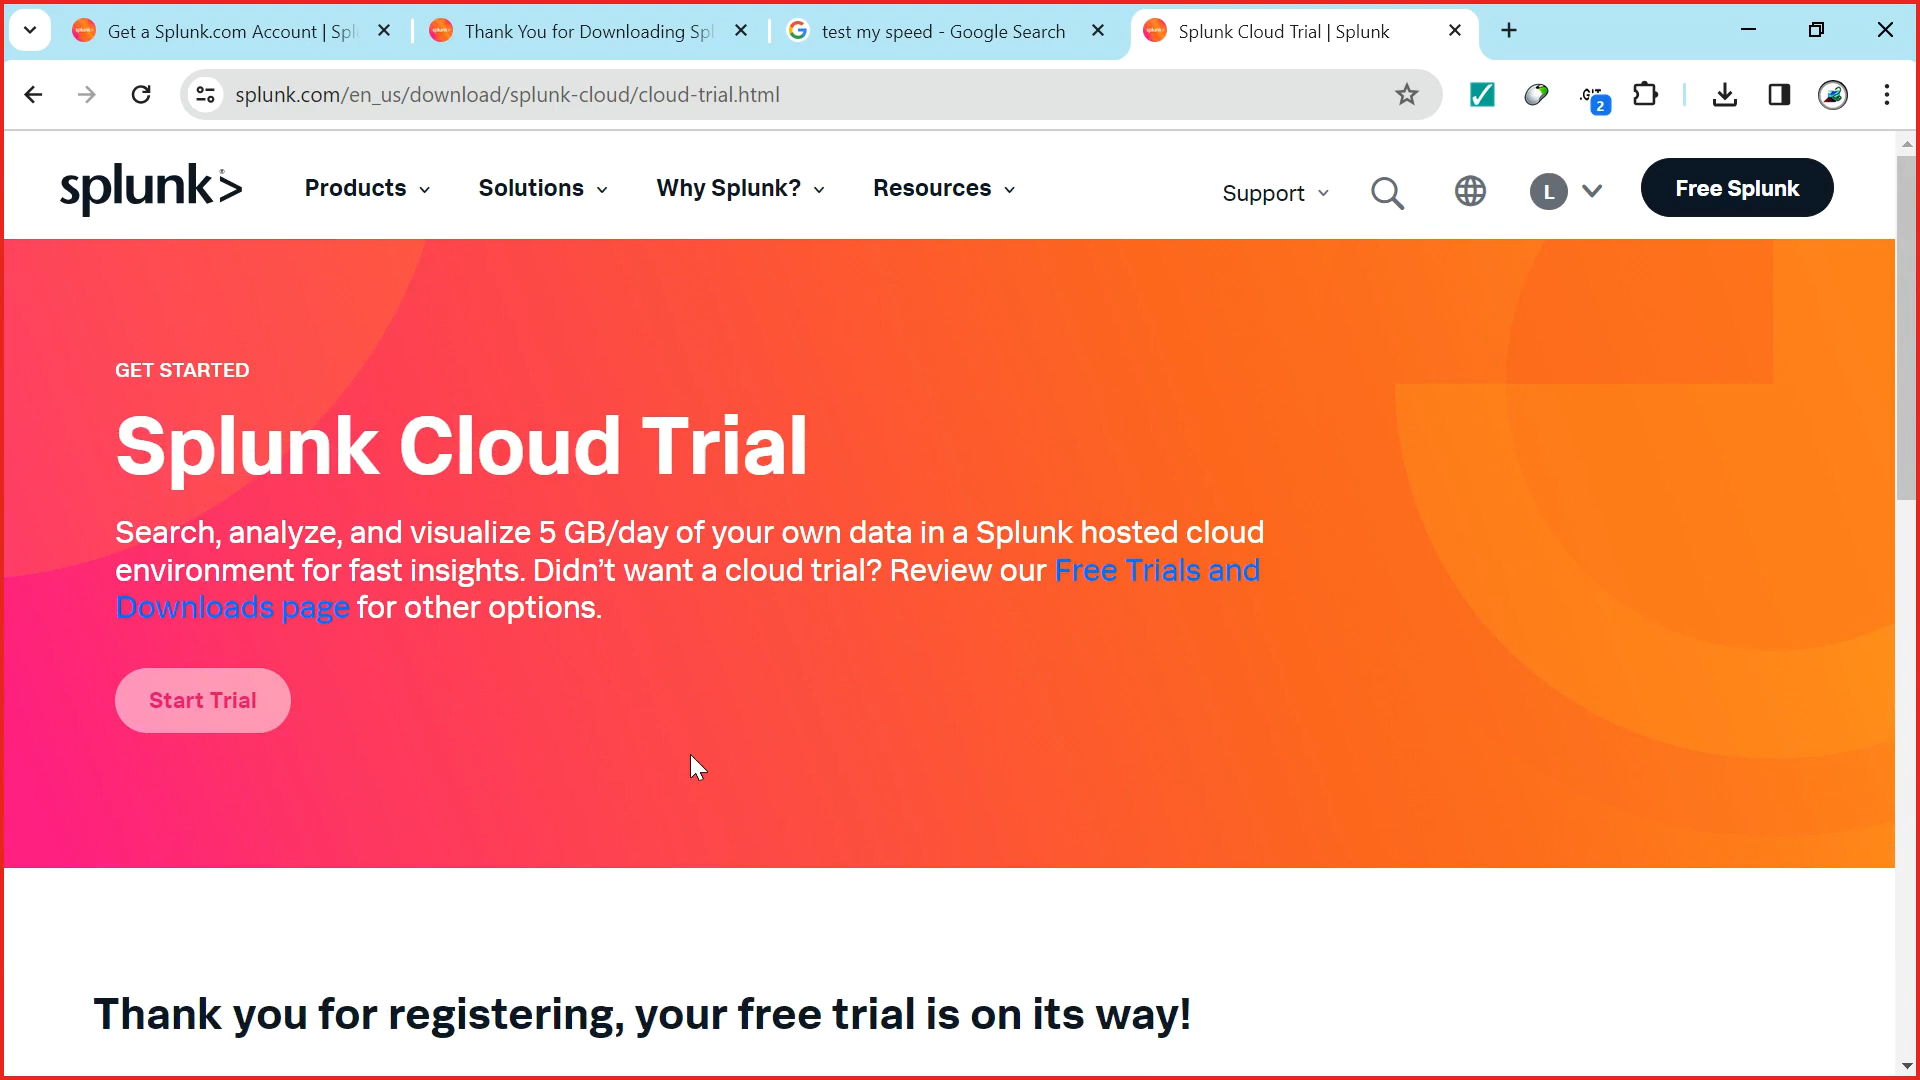 Get a Splunk.com Account | Spl
Thank You for Downloading Spl
test my speed - Google Search
Splunk Cloud Trial | Splunk
splunk.com/en_us/download/splunk-cloud/cloud-trial.html
.GIT
2
splunk>
Products
Solutions
Why Splunk?
Resources
Support
L
Free Splunk
GET STARTED
Splunk Cloud Trial
Search, analyze, and visualize 5 GB/day of your own data in a Splunk hosted cloud
environment for fast insights. Didn’t want a cloud trial? Review our Free Trials and
Downloads page for other options.
Start Trial
Thank you for registering, your free trial is on its way!